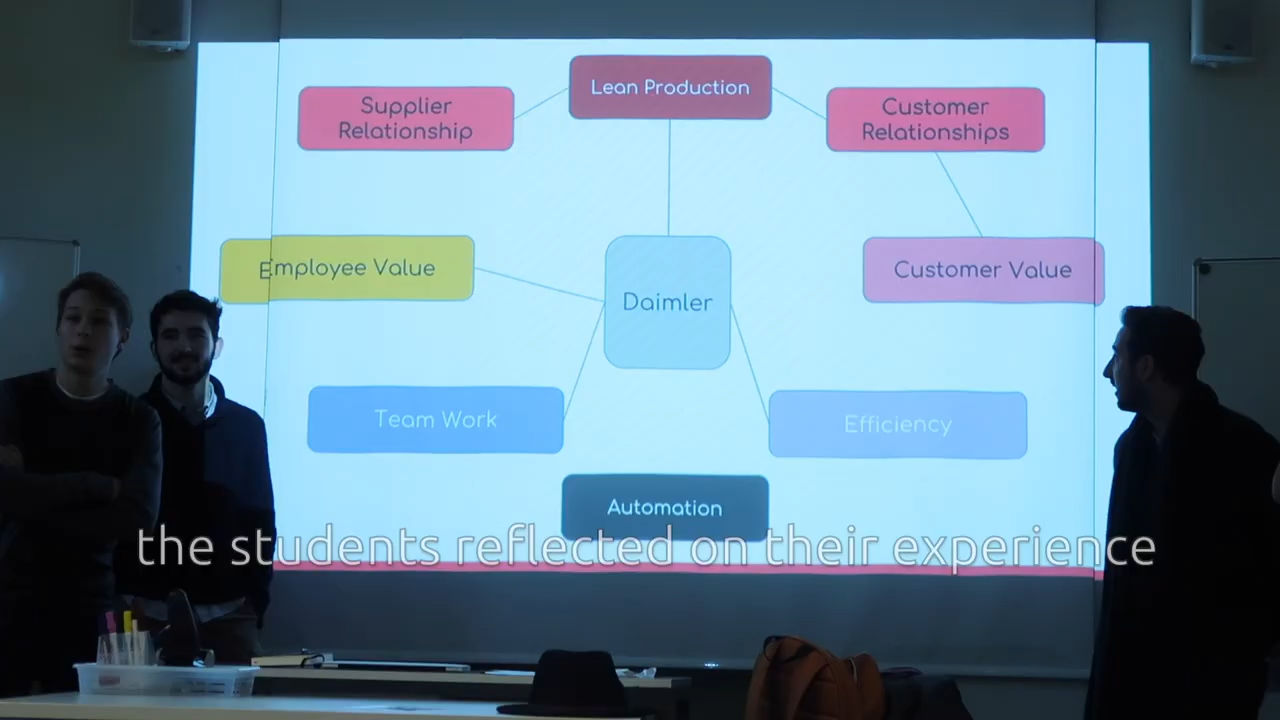 Lean Production
Supplier
Relationship
Customer
Relationships
Employee Value
Customer Value
Daimler
Team Work
Efficiency
Automation
the students reflected on their experience